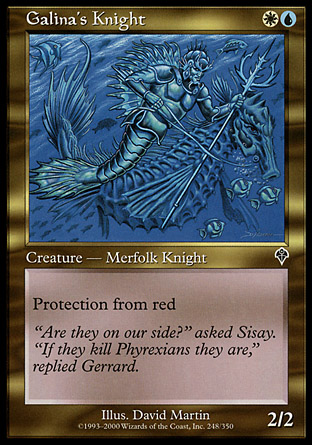 Galina's Knight
Creature — Merfolk Knight
Protection from red
"Are they on our side?" asked Sisay.
"If they kill Phyrexians they are,"
replied Gerrard.
Illus. David Martin
©1993–2000 Wizards of the Coast, Inc. 248/350
2/2